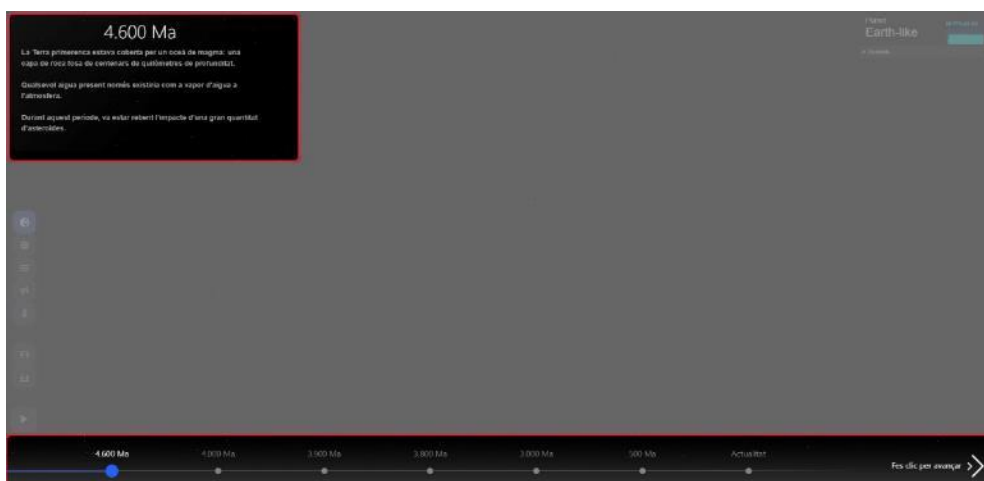 4.600 Ma
La Terra primerenca estava coberta per un oceà de magma: una
capa de roca fosa de centenars de quilòmetres de profunditat.
Qualsevol aigua present només existiria com a vapor d'aigua a
l'atmosfera.
Durant aquest període, va estar rebent l'impacte d'una gran quantitat
d'asteroides.
Earth-like
4.600 Ma
4.000 Ma
3.900 Ma
3.800 Ma
3.000 Ma
500 Ma
Actualitat
Fes clic per avançar